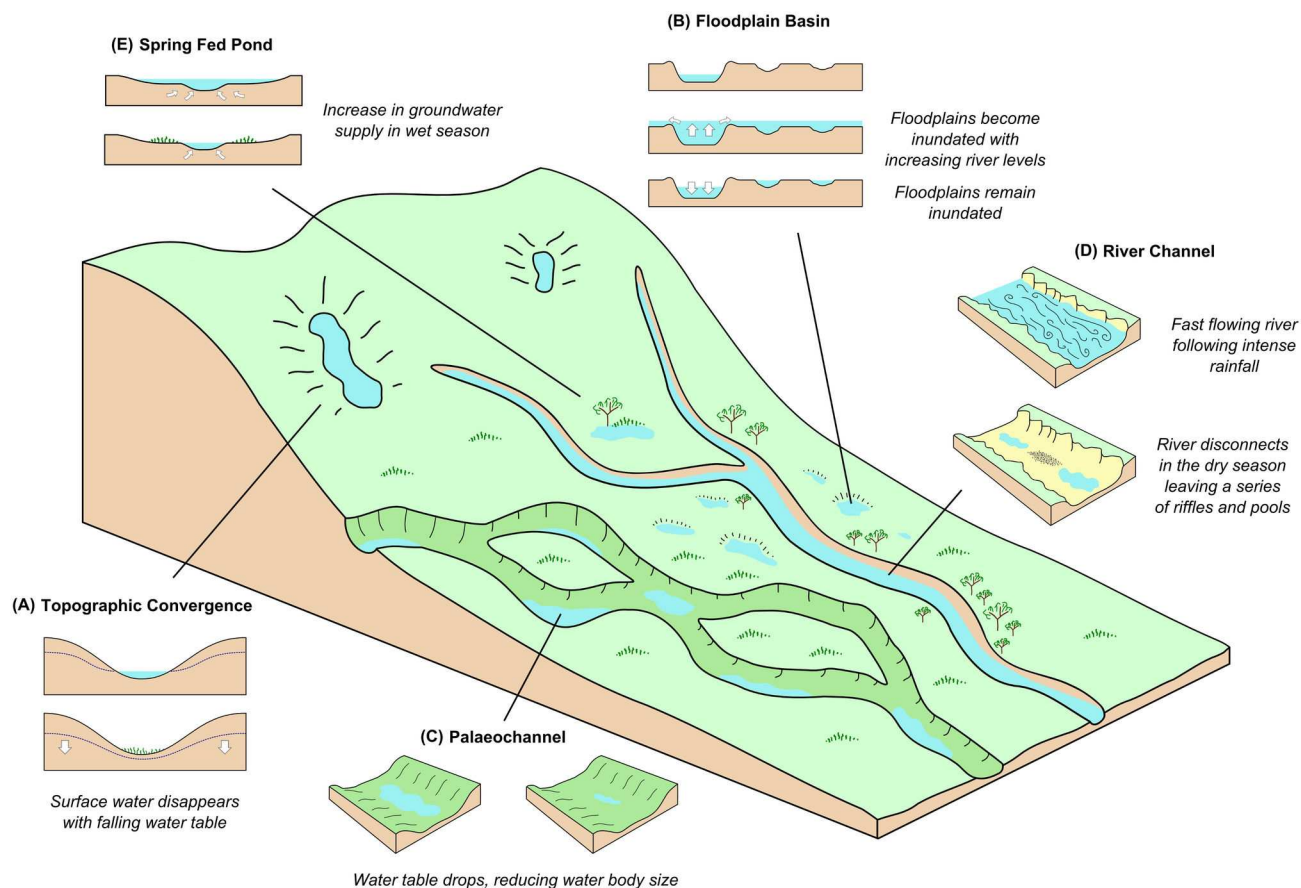 (E) Spring Fed Pond
Increase in groundwater
supply in wet season
(B) Floodplain Basin
Floodplains become
inundated with
increasing river levels
Floodplains remain
inundated
(D) River Channel
Fast flowing river
following intense
rainfall
River disconnects
in the dry season
leaving a series
of riffles and pools
(A) Topographic Convergence
Surface water disappears
with falling water table
(C) Palaeochannel
Water table drops, reducing water body size